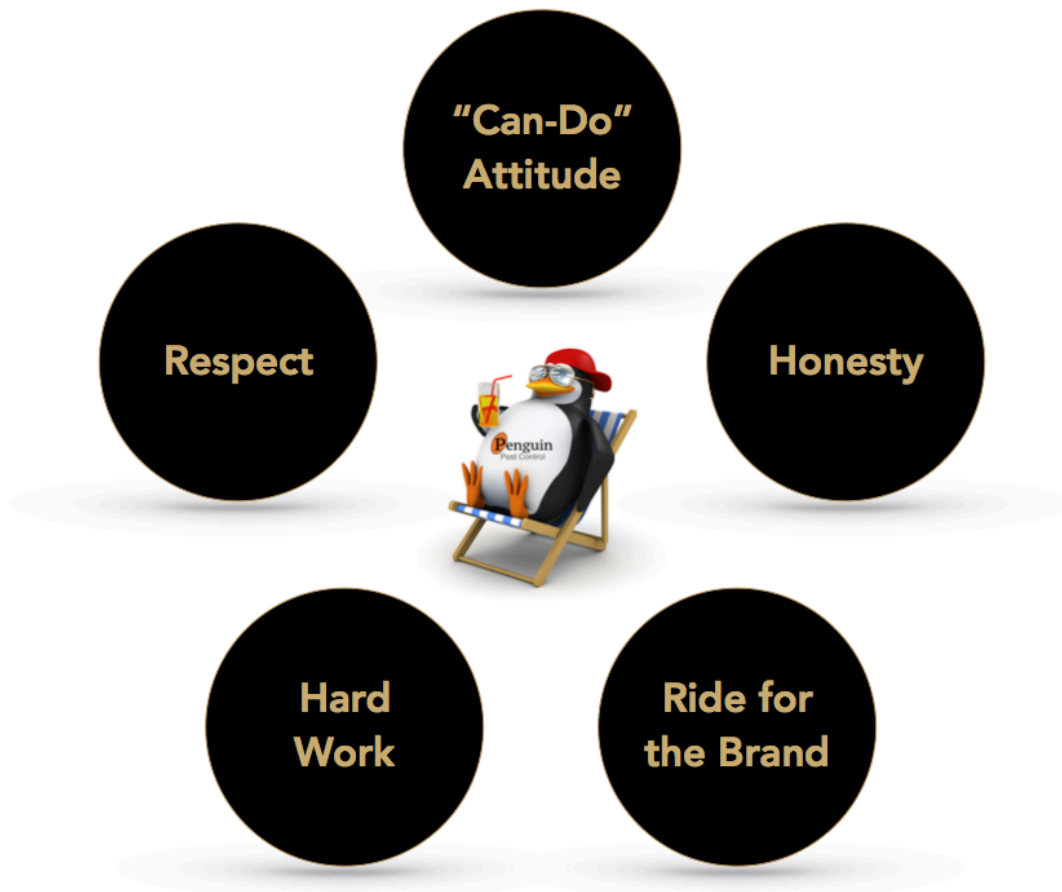 “Can-Do”
Attitude
Respect
Honesty
Penguin
Pest Control
Hard
Work
Ride for
the Brand